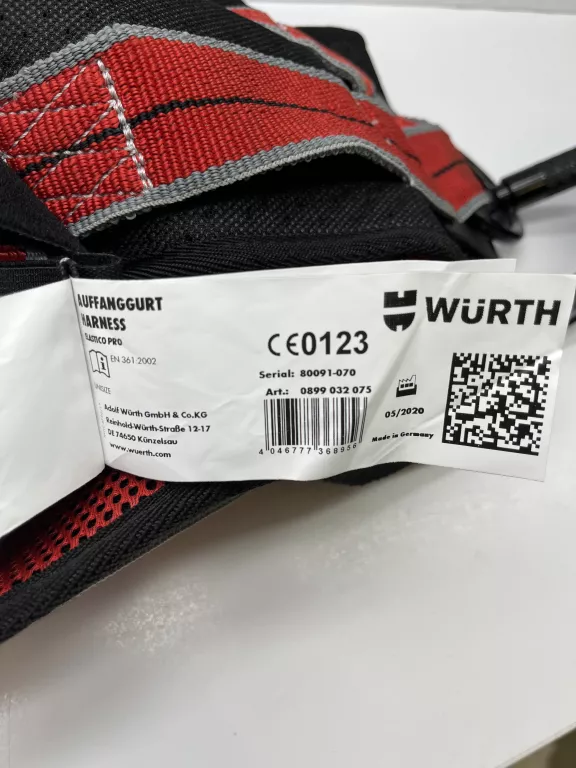 AUFFANGGURT
HARNESS
ELASTICO PRO
EN 361:2002
UNISIZE
Adolf Würth GmbH & Co.KG
Reinhold-Würth-Straße 12-17
DE 74650 Künzelsau
www.wuerth.com
CE0123
Serial: 80091-070
Art.: 0899 032 075
4 046777 368958
WÜRTH
05/2020
Made in Germany